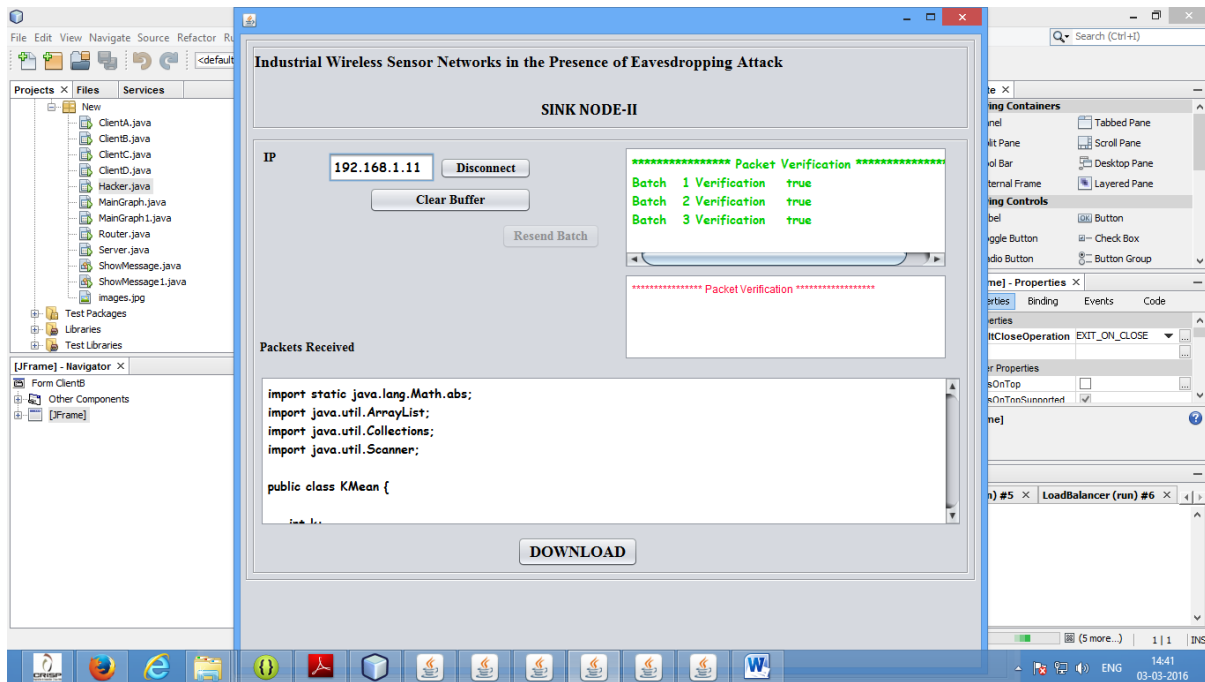 File Edit View Navigate Source Refactor
Search (Ctrl+I)
<default
Projects Files Services
New
ClientA.java
ClientB.java
ClientC.java
ClientD.java
Hacker.java
MainGraph.java
MainGraph1.java
Router.java
Server.java
ShowMessage.java
ShowMessage1.java
images.jpg
Test Packages
Libraries
Test Libraries
[JFrame] - Navigator
Form ClientB
Other Components
[JFrame]
Industrial Wireless Sensor Networks in the Presence of Eavesdropping Attack
SINK NODE-II
IP
192.168.1.11
Disconnect
Clear Buffer
Resend Batch
**************** Packet Verification ***************
Batch 1 Verification true
Batch 2 Verification true
Batch 3 Verification true
**************** Packet Verification ******************
Packets Received
import static java.lang.Math.abs;
import java.util.ArrayList;
import java.util.Collections;
import java.util.Scanner;
public class KMean {
DOWNLOAD
Containers
Tabbed Pane
Scroll Pane
Desktop Pane
Layered Pane
Controls
OK Button
Check Box
Button Group
- Properties
Binding Events Code
EXIT_ON_CLOSE
#5 LoadBalancer (run) #6
(5 more...) 1 | 1 INS
CRISP
ENG
14:41
03-03-2016